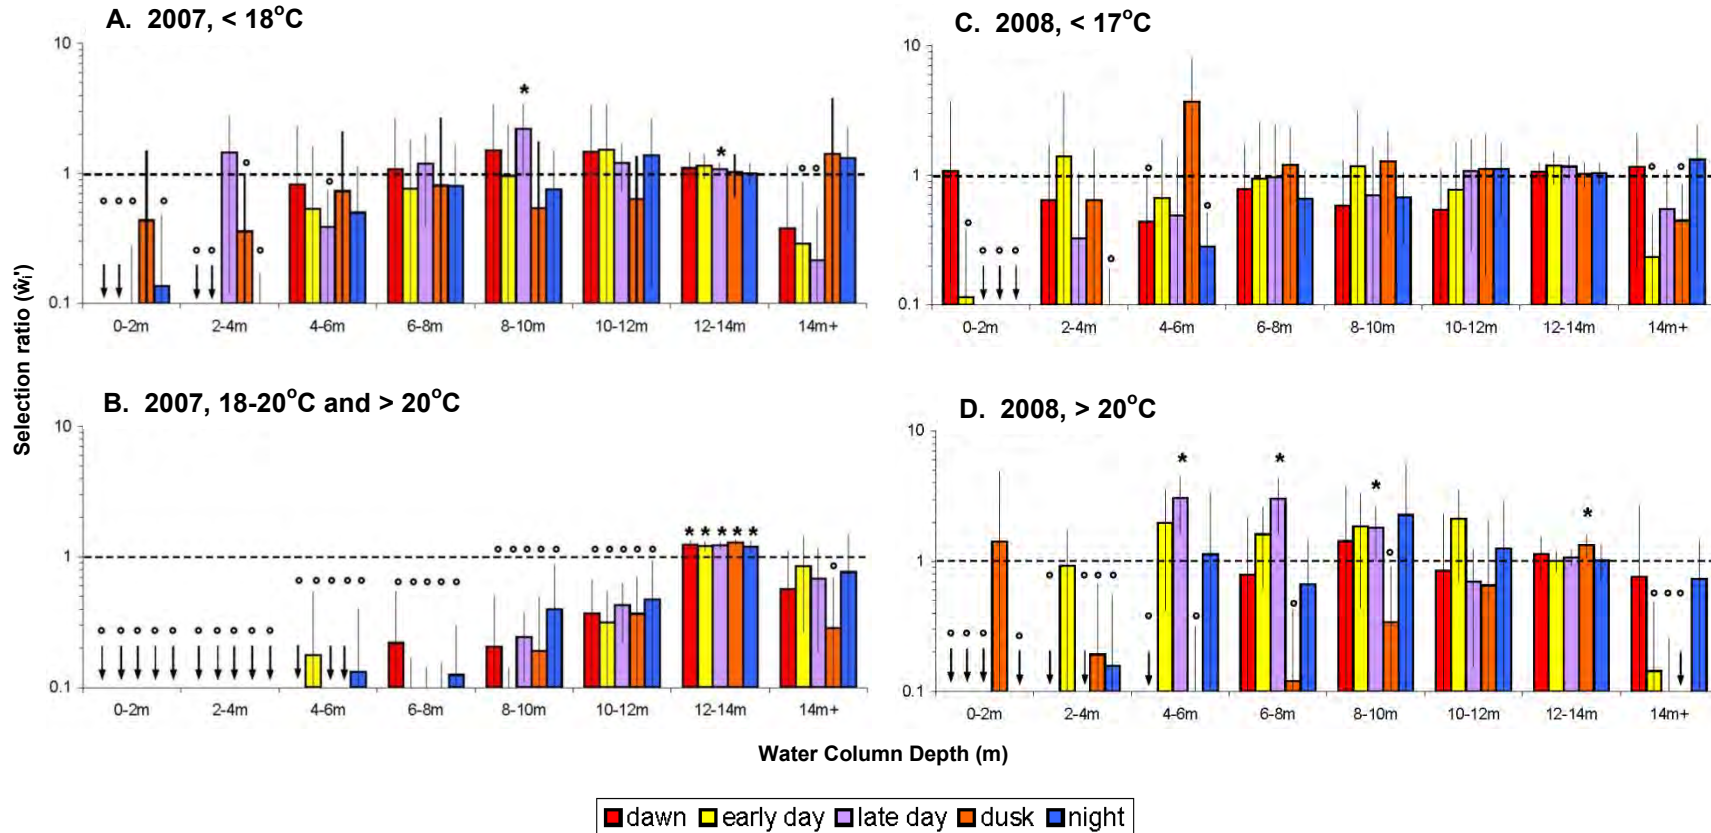 A. 2007, < 18°C
10
1
0.1
0-2m 2-4m 4-6m 6-8m 8-10m 10-12m 12-14m 14m+
C. 2008, < 17°C
10
1
0.1
0-2m 2-4m 4-6m 6-8m 8-10m 10-12m 12-14m 14m+
Selection ratio (ŵi')
B. 2007, 18-20°C and > 20°C
10
1
0.1
0-2m 2-4m 4-6m 6-8m 8-10m 10-12m 12-14m 14m+
D. 2008, > 20°C
10
1
0.1
0-2m 2-4m 4-6m 6-8m 8-10m 10-12m 12-14m 14m+
Water Column Depth (m)
dawn early day late day dusk night